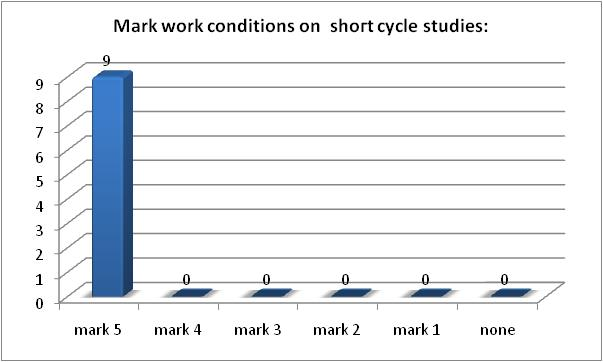 Mark work conditions on  short cycle studies:
9
9
8
7
6
5
4
3
2
1
0
0
0
0
0
0
mark 5
mark 4
mark 3
mark 2
mark 1
none